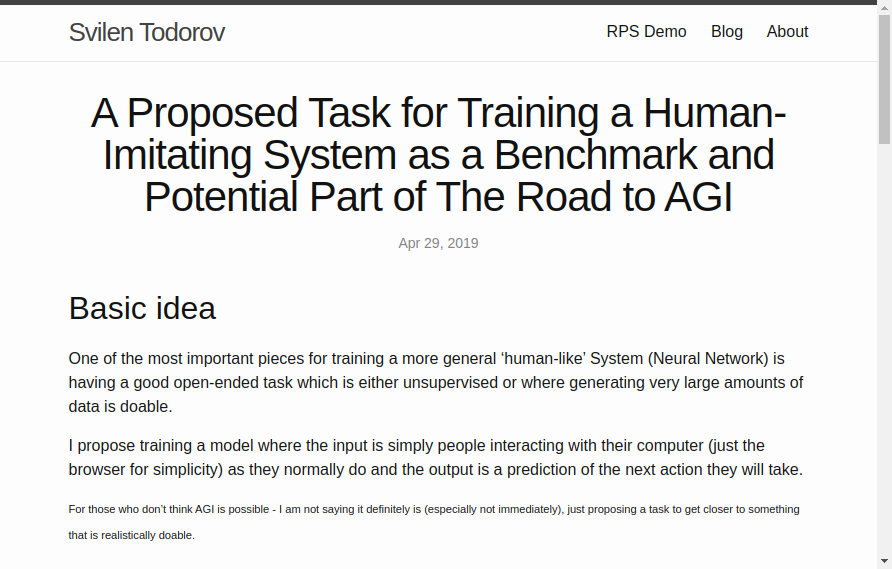 Svilen Todorov
RPS Demo Blog About
A Proposed Task for Training a Human-
Imitating System as a Benchmark and
Potential Part of The Road to AGI
Apr 29, 2019
Basic idea
One of the most important pieces for training a more general ‘human-like’ System (Neural Network) is
having a good open-ended task which is either unsupervised or where generating very large amounts of
data is doable.
I propose training a model where the input is simply people interacting with their computer (just the
browser for simplicity) as they normally do and the output is a prediction of the next action they will take.
For those who don’t think AGI is possible - I am not saying it definitely is (especially not immediately), just proposing a task to get closer to something
that is realistically doable.